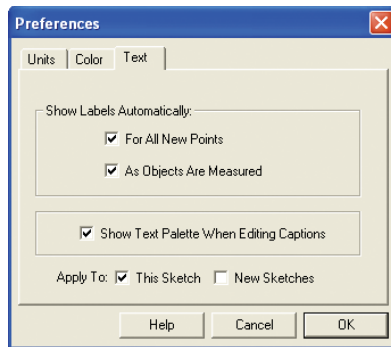 Preferences
Units Color Text
Show Labels Automatically:
For All New Points
As Objects Are Measured
Show Text Palette When Editing Captions
Apply To: This Sketch New Sketches
Help Cancel OK